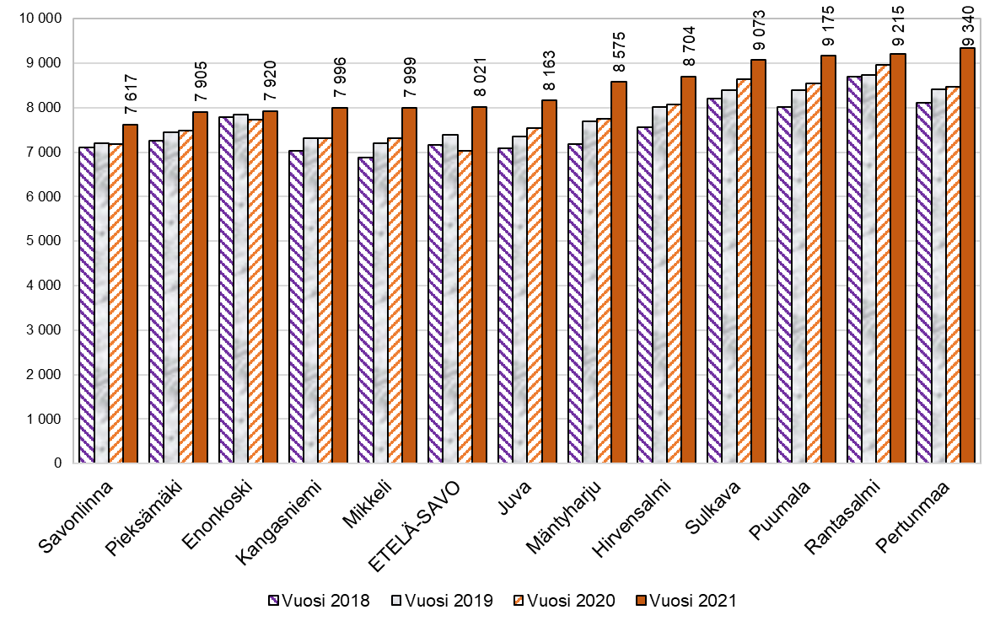 10 000
9 000
8 000
7 000
6 000
5 000
4 000
3 000
2 000
1 000
0
7 617
7 905
7 920
7 996
7 999
8 021
8 163
8 575
8 704
9 073
9 175
9 215
9 340
Savonlinna
Pieksämäki
Enonkoski
Kangasniemi
Mikkeli
ETELÄ-SAVO
Juva
Mäntyharju
Hirvensalmi
Sulkava
Puumala
Rantasalmi
Pertunmaa
Vuosi 2018 Vuosi 2019 Vuosi 2020 Vuosi 2021